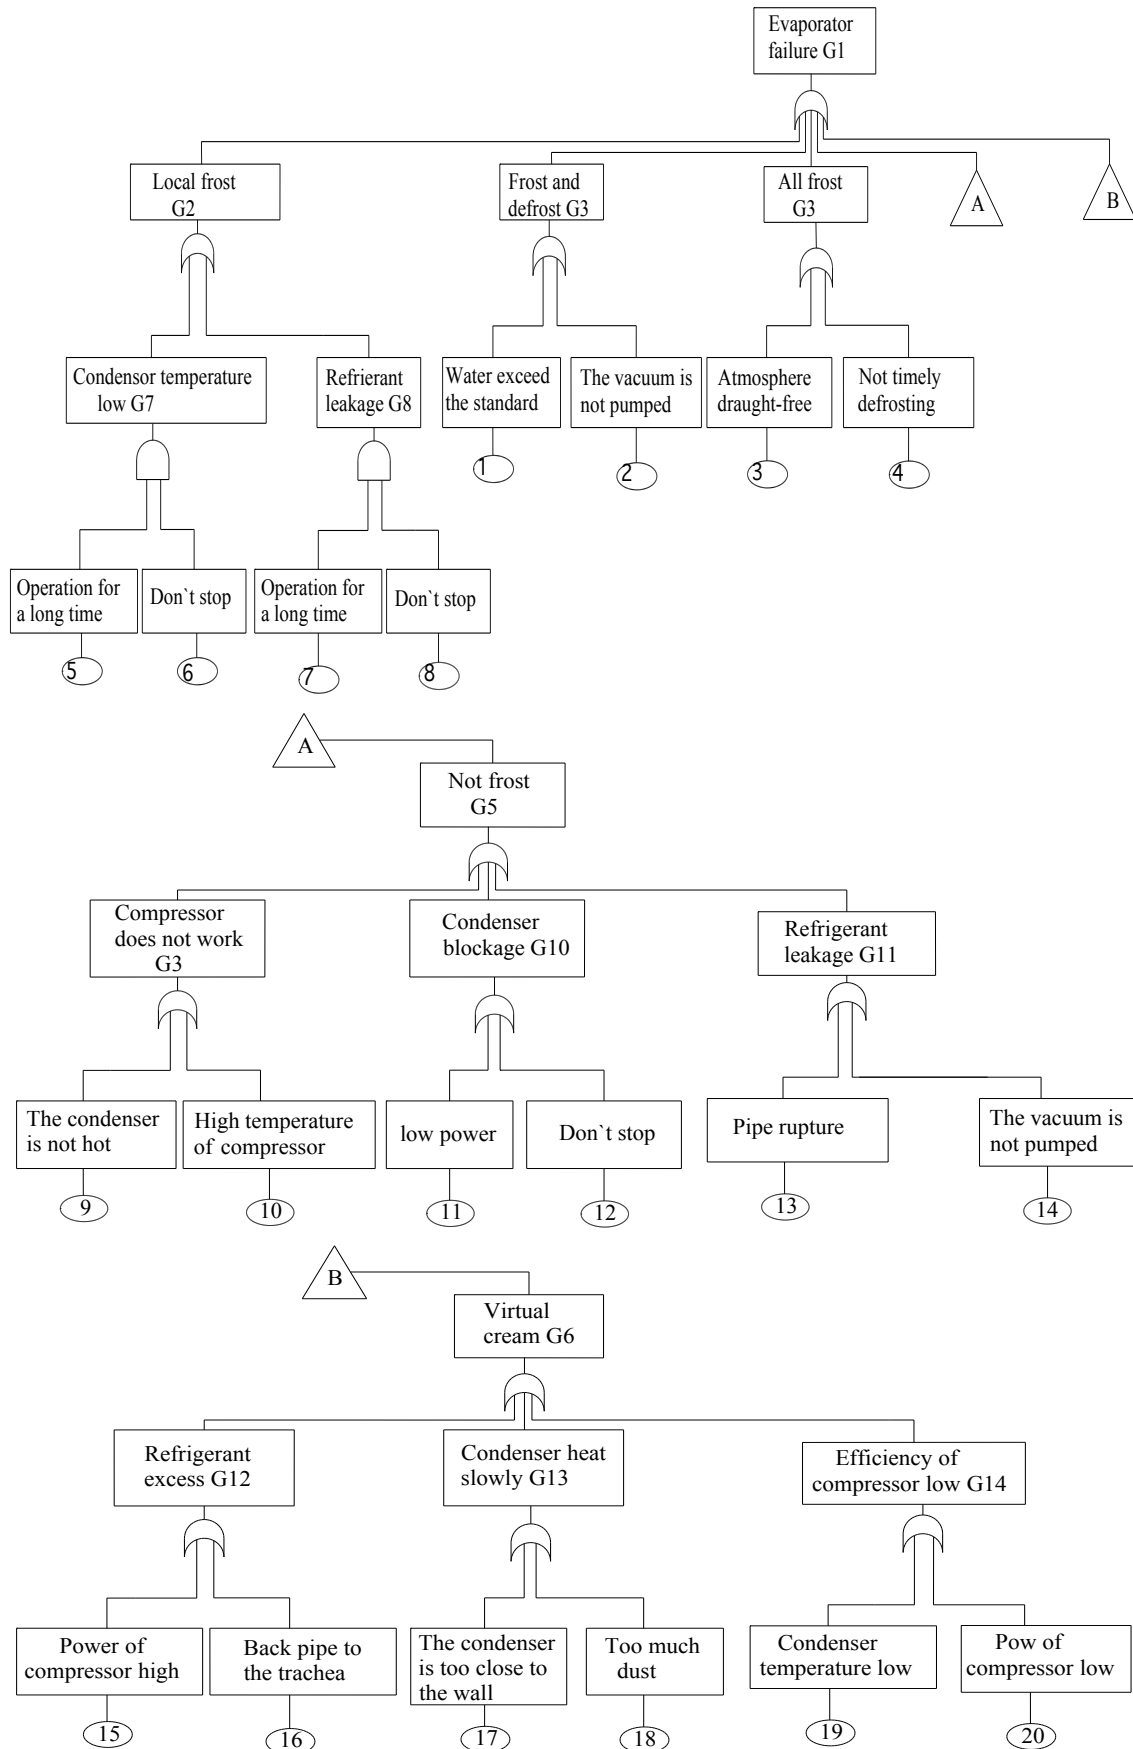 Evaporator
failure G1
Local frost
G2
Frost and
defrost G3
All frost
G3
A
B
Condensor temperature
low G7
Refrierant
leakage G8
Water exceed
the standard
The vacuum is
not pumped
Atmosphere
draught-free
Not timely
defrosting
1
2
3
4
Operation for
a long time
Don`t stop
Operation for
a long time
Don`t stop
5
6
7
8
A
Not frost
G5
Compressor
does not work
G3
Condenser
blockage G10
Refrigerant
leakage G11
The condenser
is not hot
High temperature
of compressor
low power
Don`t stop
Pipe rupture
The vacuum is
not pumped
9
10
11
12
13
14
B
Virtual
cream G6
Refrigerant
excess G12
Condenser heat
slowly G13
Efficiency of
compressor low G14
Power of
compressor high
Back pipe to
the trachea
The condenser
is too close to
the wall
Too much
dust
Condenser
temperature low
Pow of
compressor low
15
16
17
18
19
20